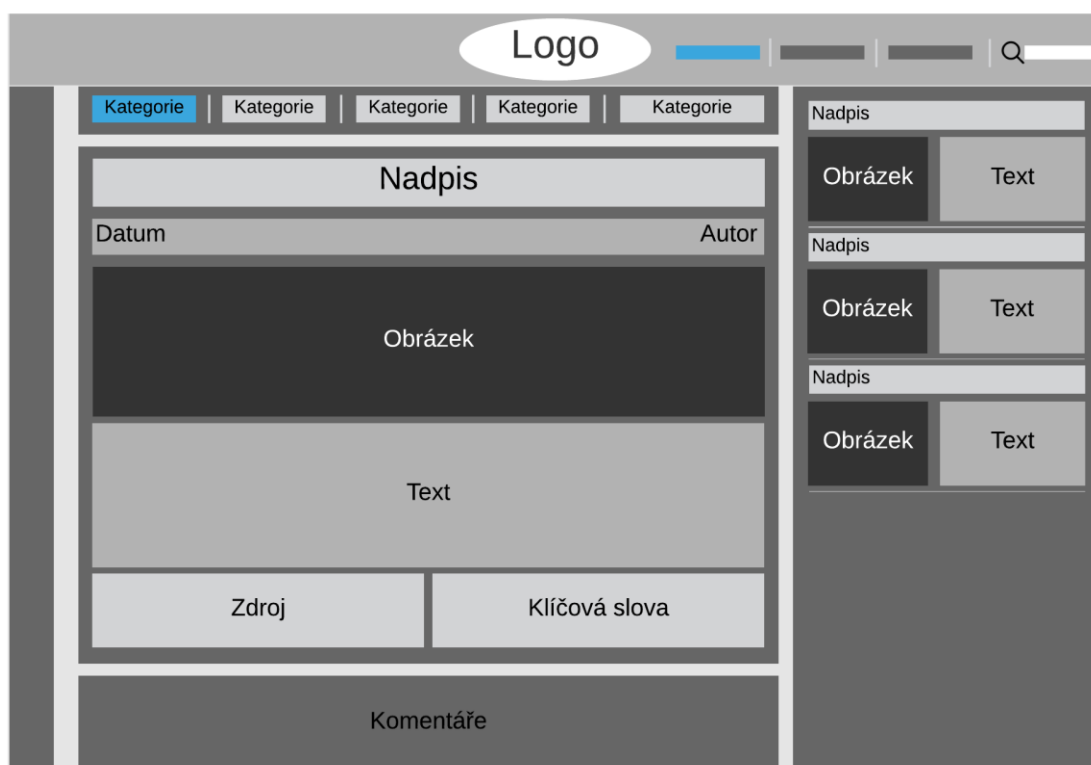 Logo
Kategorie Kategorie Kategorie Kategorie Kategorie
Nadpis
Datum Autor
Obrázek
Text
Zdroj Klíčová slova
Komentáře
Nadpis
Obrázek Text
Nadpis
Obrázek Text
Nadpis
Obrázek Text